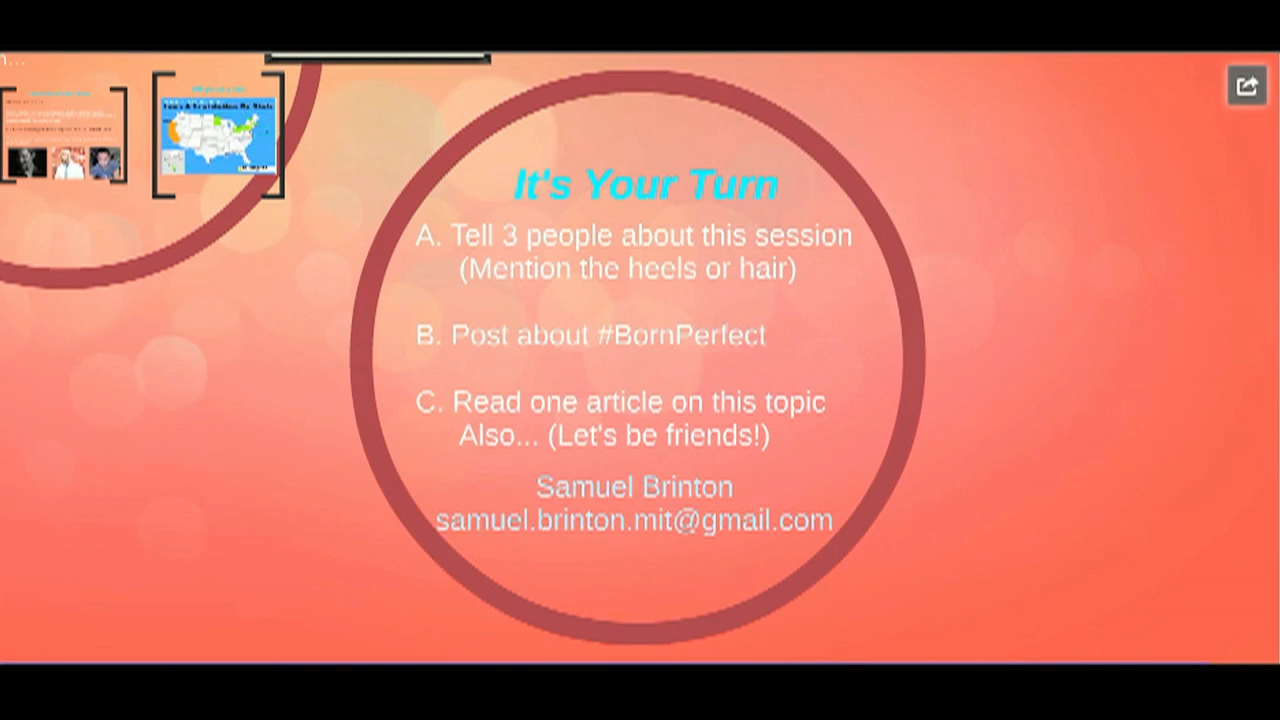 It's Your Turn
A. Tell 3 people about this session
(Mention the heels or hair)
B. Post about #BornPerfect
C. Read one article on this topic
Also... (Let's be friends!)
Samuel Brinton
samuel.brinton.mit@gmail.com